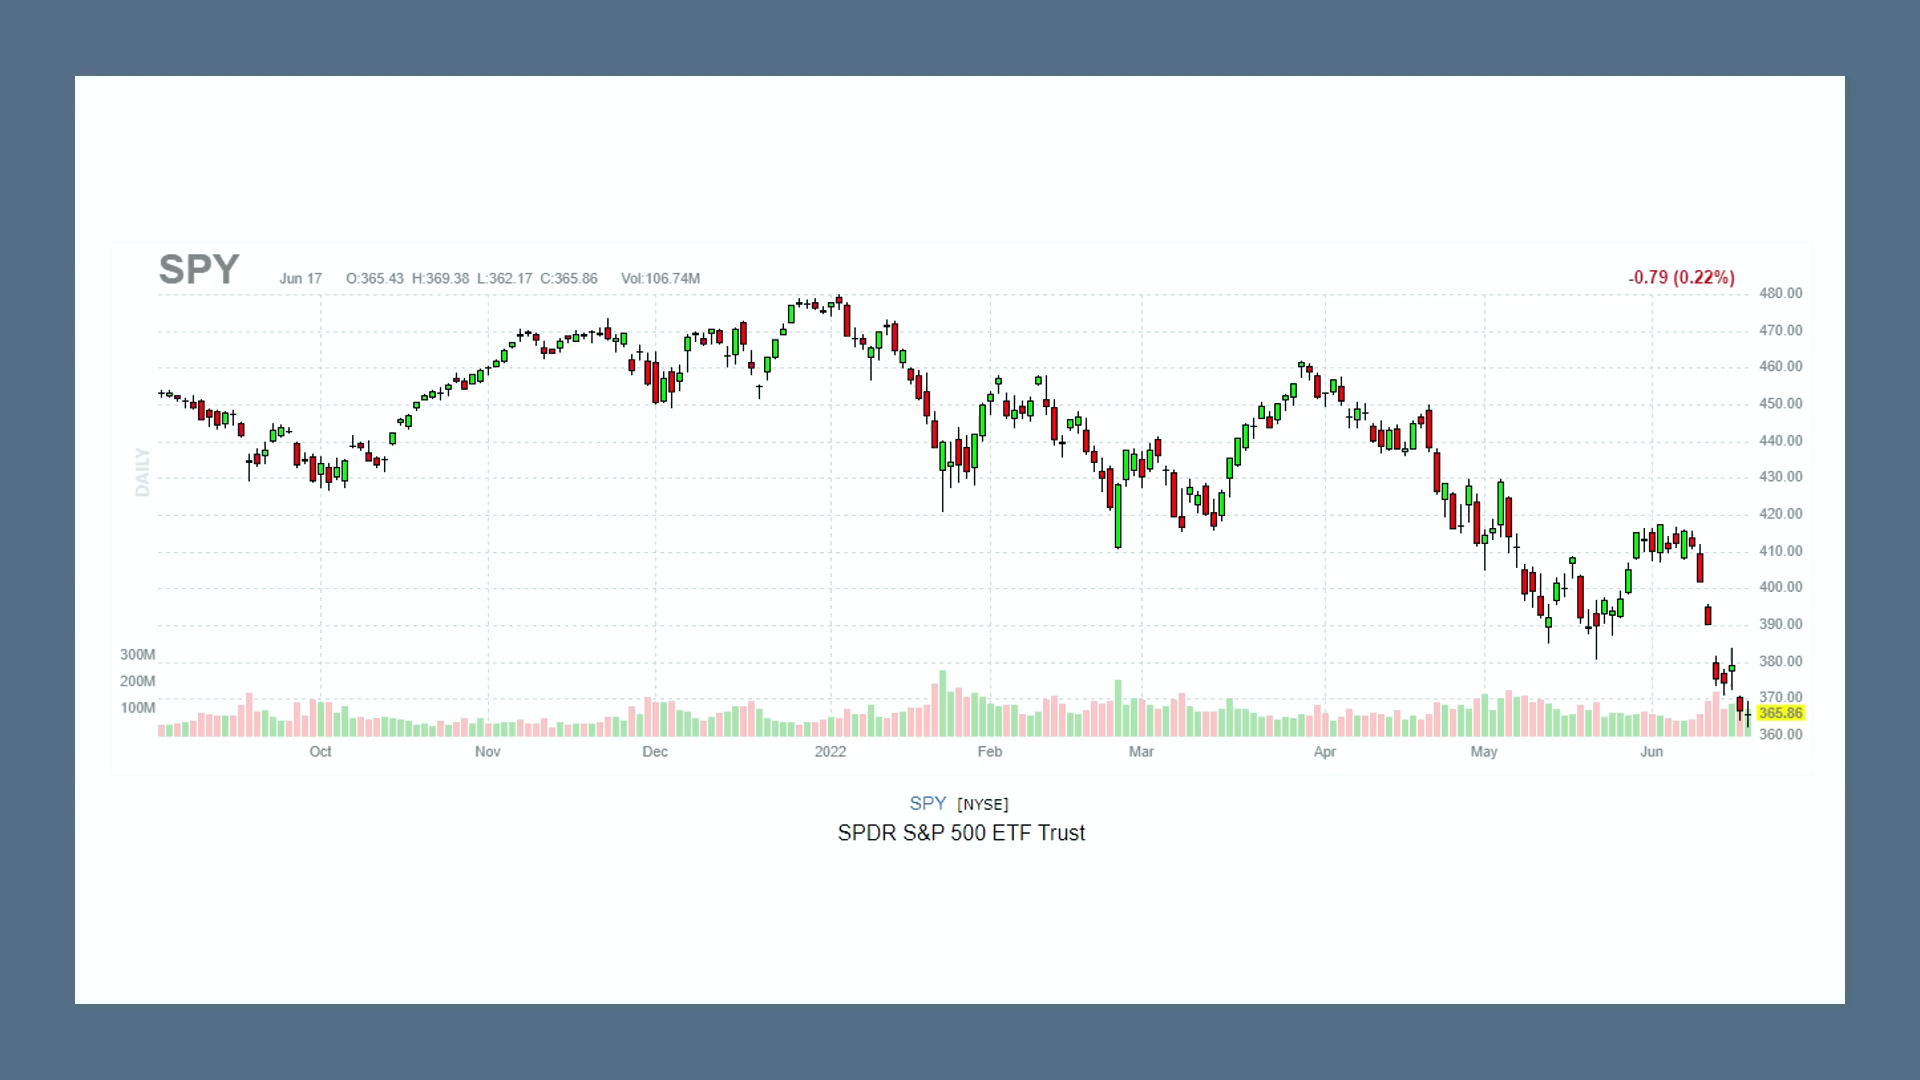 SPY Jun 17 O:365.43 H:369.38 L:362.17 C:365.86 Vol:106.74M -0.79 (0.22%)
480.00
470.00
460.00
450.00
440.00
430.00
420.00
410.00
400.00
390.00
380.00
370.00
365.86
360.00
DAILY
300M
200M
100M
Oct Nov Dec 2022 Feb Mar Apr May Jun
SPY [NYSE]
SPDR S&P 500 ETF Trust